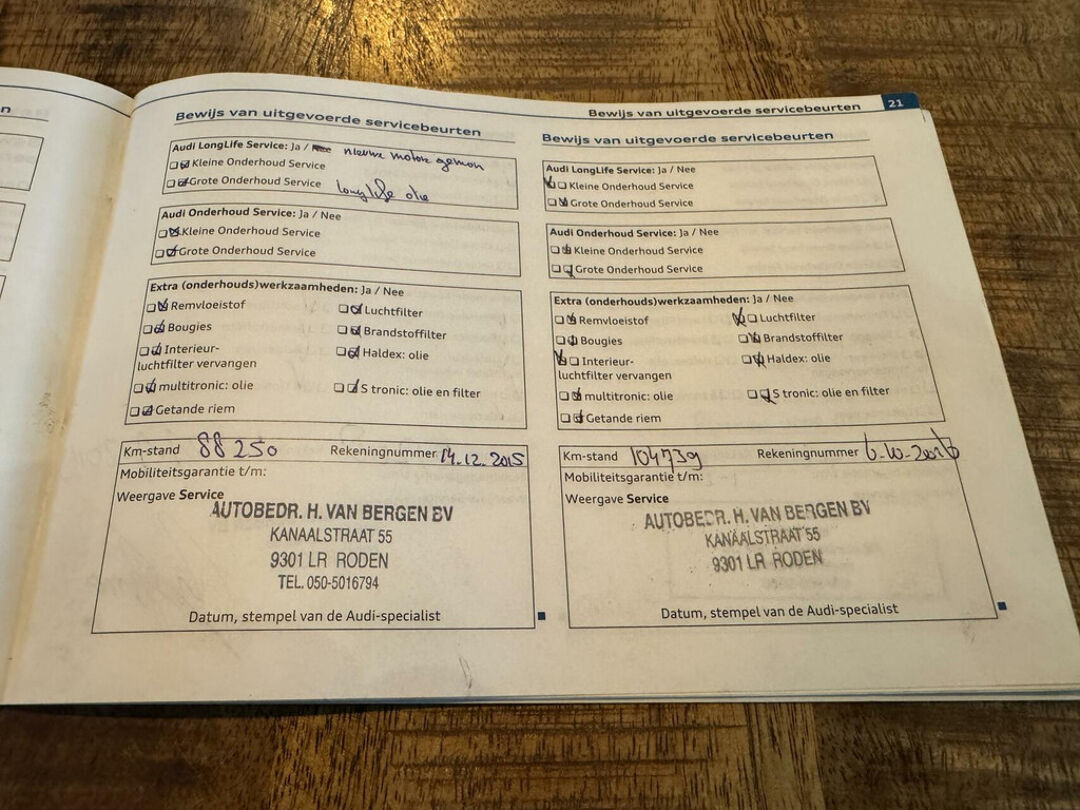 n
21
Bewijs van uitgevoerde servicebeurten
Bewijs van uitgevoerde servicebeurten
Audi LongLife Service: Ja / Nee nieuwe motor gemon
Kleine Onderhoud Service
Grote Onderhoud Service longlife olie
Audi Onderhoud Service: Ja / Nee
Kleine Onderhoud Service
Grote Onderhoud Service
Extra (onderhouds)werkzaamheden: Ja / Nee
Remvloeistof
Luchtfilter
Bougies
Brandstoffilter
Interieur-
luchtfilter vervangen
Haldex: olie
multitronic: olie
S tronic: olie en filter
Getande riem
Km-stand 88250 Rekeningnummer 14.12.2015
Mobiliteitsgarantie t/m:
Weergave Service
AUTOBEDR. H. VAN BERGEN BV
KANAALSTRAAT 55
9301 LR RODEN
TEL. 050-5016794
Datum, stempel van de Audi-specialist
Bewijs van uitgevoerde servicebeurten
Audi LongLife Service: Ja / Nee
Kleine Onderhoud Service
Grote Onderhoud Service
Audi Onderhoud Service: Ja / Nee
Kleine Onderhoud Service
Grote Onderhoud Service
Extra (onderhouds)werkzaamheden: Ja / Nee
Remvloeistof
Luchtfilter
Bougies
Brandstoffilter
Interieur-
luchtfilter vervangen
Haldex: olie
multitronic: olie
S tronic: olie en filter
Getande riem
Km-stand 104739 Rekeningnummer 6-10-2016
Mobiliteitsgarantie t/m:
Weergave Service
AUTOBEDR. H. VAN BERGEN BV
KANAALSTRAAT 55
9301 LR RODEN
Datum, stempel van de Audi-specialist